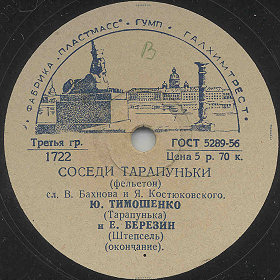 „ФАБРИКА „ПЛАСТМАСС" ГУМП. ГАЛХИМТРЕСТ"
В
Третья гр. ГОСТ 5289-56
1722 Цена 5 р. 70 к.
СОСЕДИ ТАРАПУНЬКИ
(фельетон)
сл. В. Бахнова и Я. Костюковского.
Ю. ТИМОШЕНКО
(Тарапунька)
и Е. БЕРЕЗИН
(Штепсель)
(окончание).